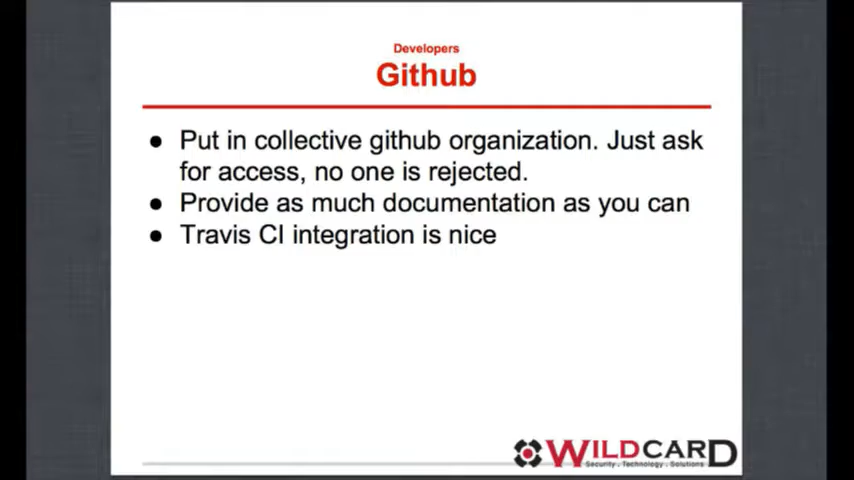 Developers
Github
● Put in collective github organization. Just ask
for access, no one is rejected.
● Provide as much documentation as you can
● Travis CI integration is nice
WILDCARD
Security . Technology . Solutions